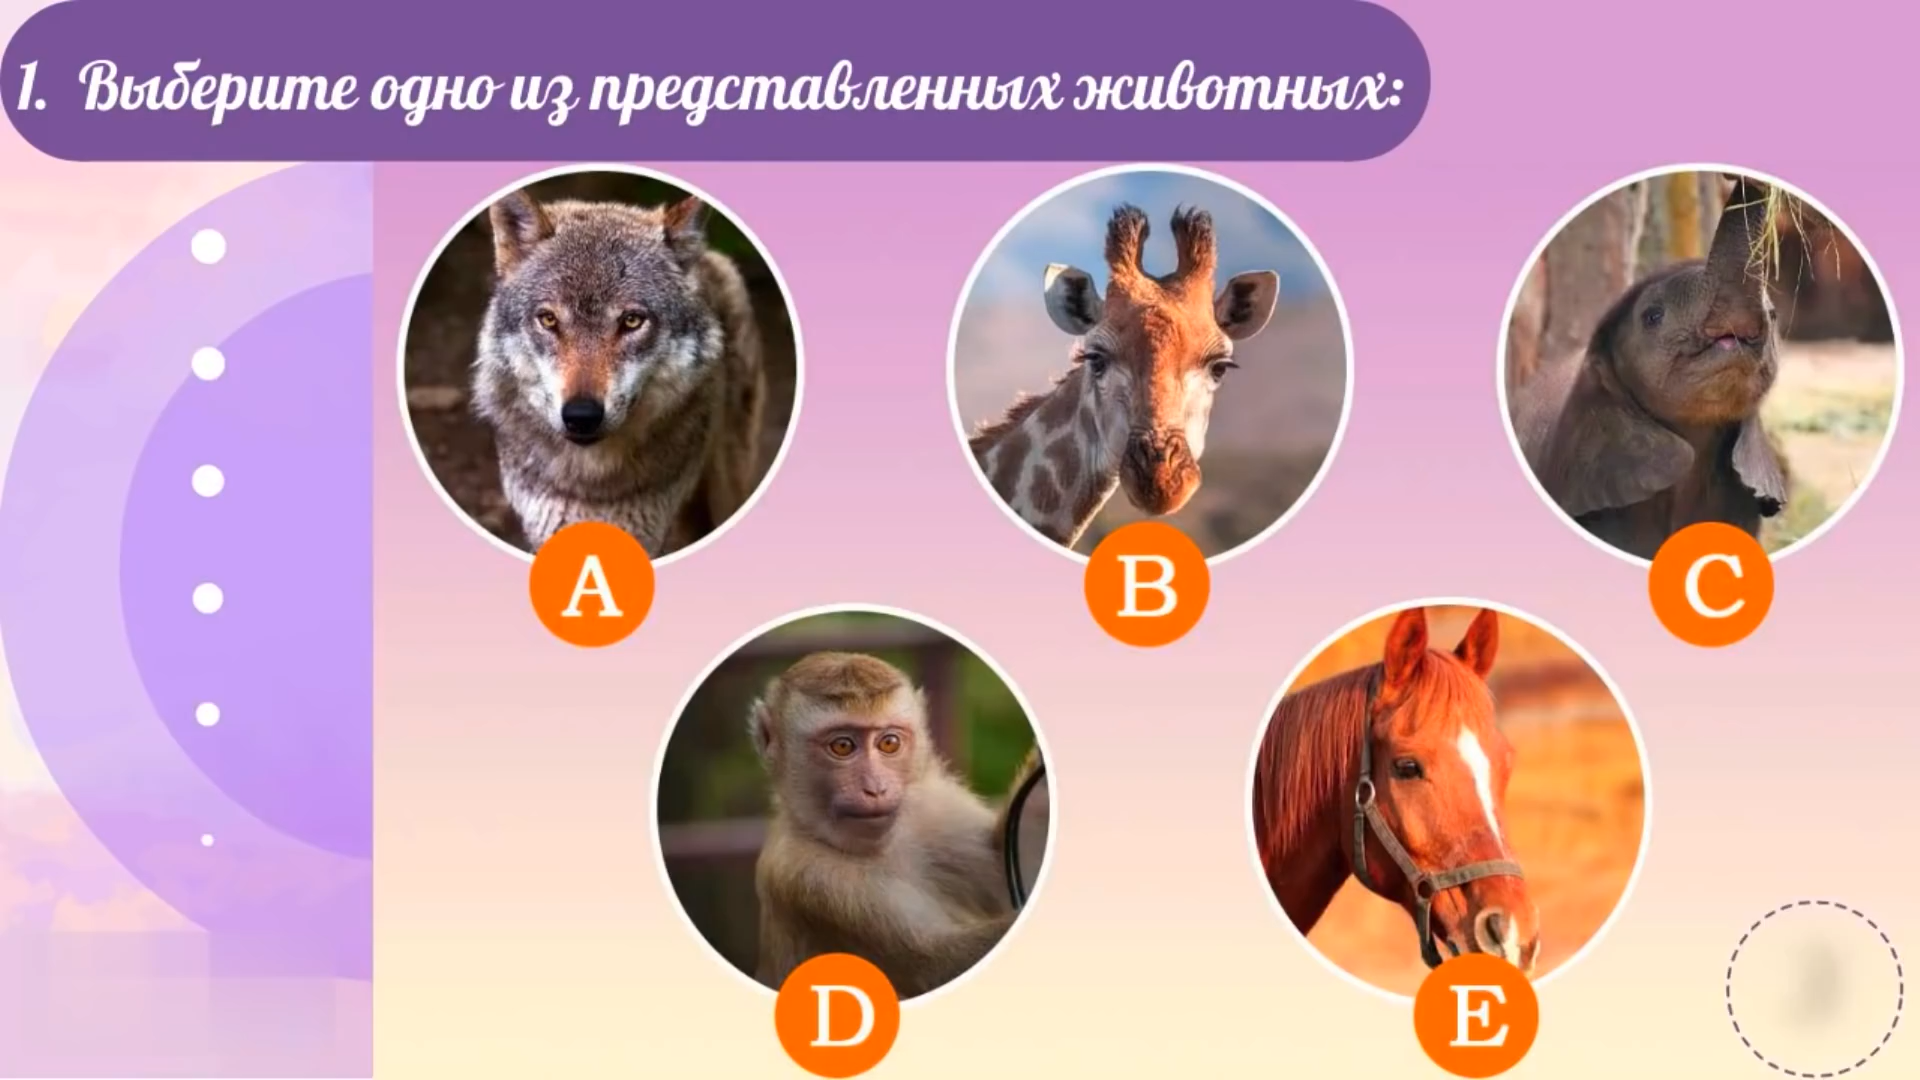 1. Выберите одно из представленных животных:
A
B
C
D
E